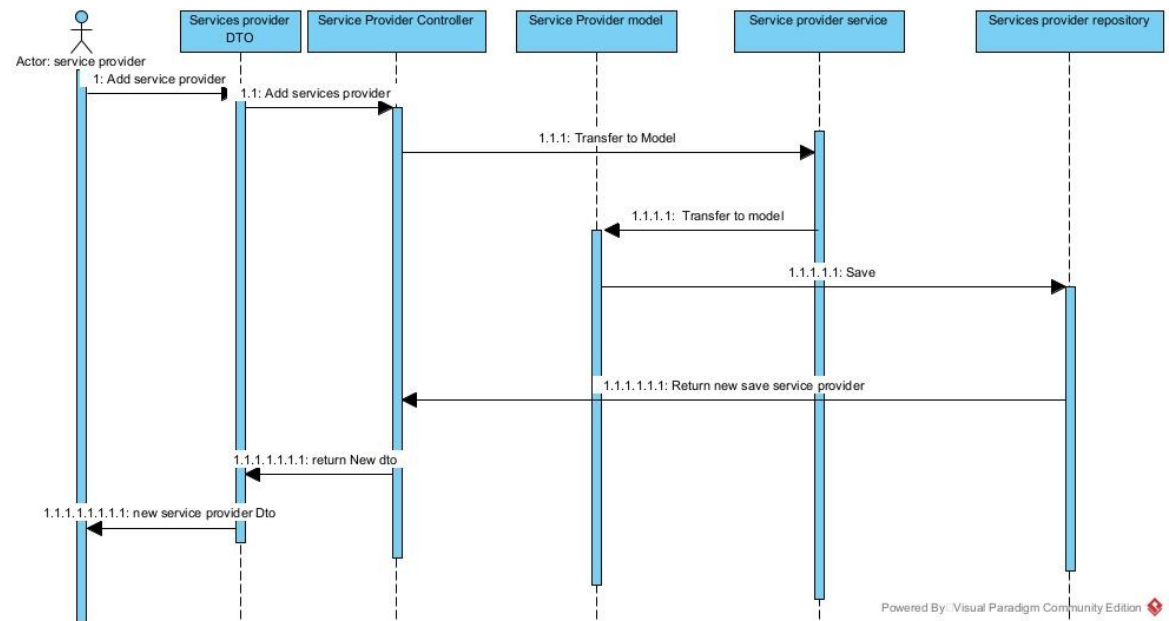 Services provider
DTO
Service Provider Controller
Service Provider model
Service provider service
Services provider repository
Actor: service provider
1: Add service provider
1.1: Add services provider
1.1.1: Transfer to Model
1.1.1.1: Transfer to model
1.1.1.1.1: Save
1.1.1.1.1.1: Return new save service provider
1.1.1.1.1.1.1: return New dto
1.1.1.1.1.1.1.1: new service provider Dto
Powered By Visual Paradigm Community Edition